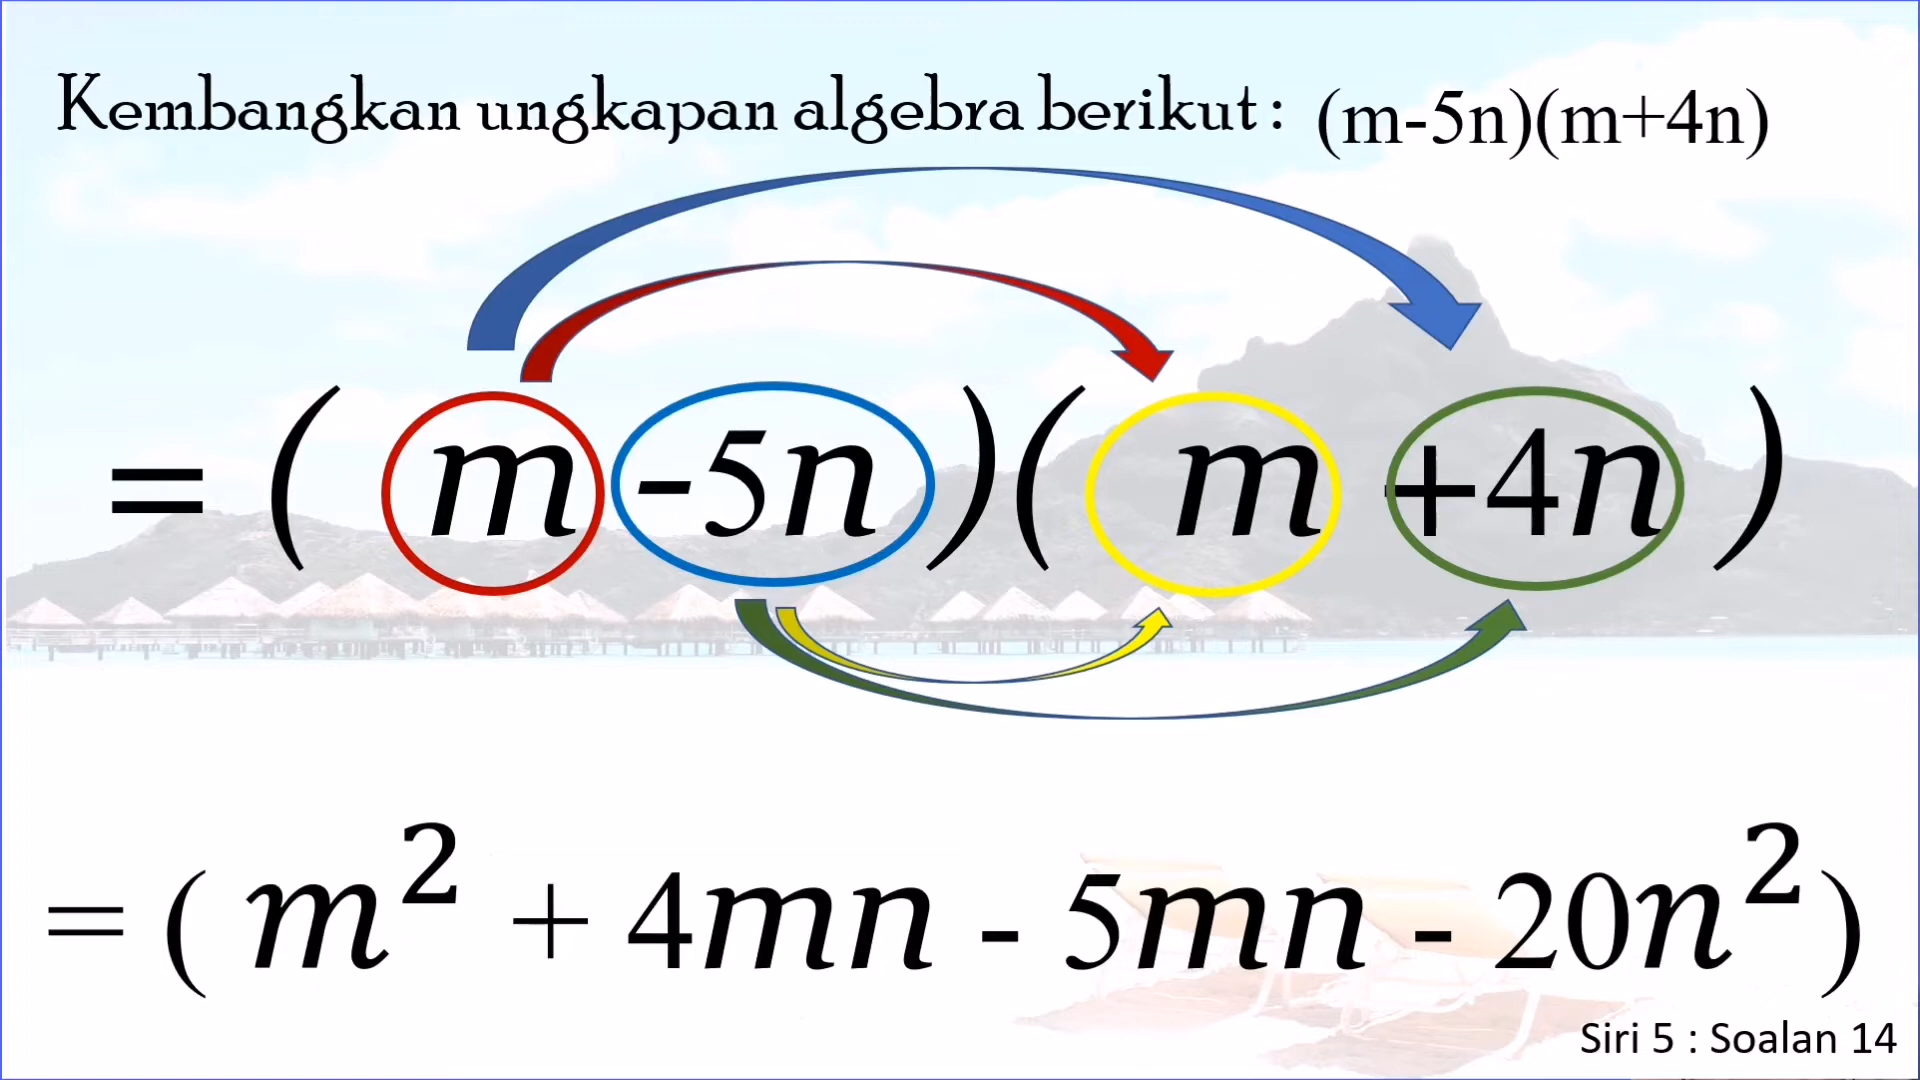 Kembangkan ungkapan algebra berikut : (m-5n)(m+4n)
= ( m -5n )( m +4n )
= ( m² + 4mn - 5mn - 20n² )
Siri 5 : Soalan 14